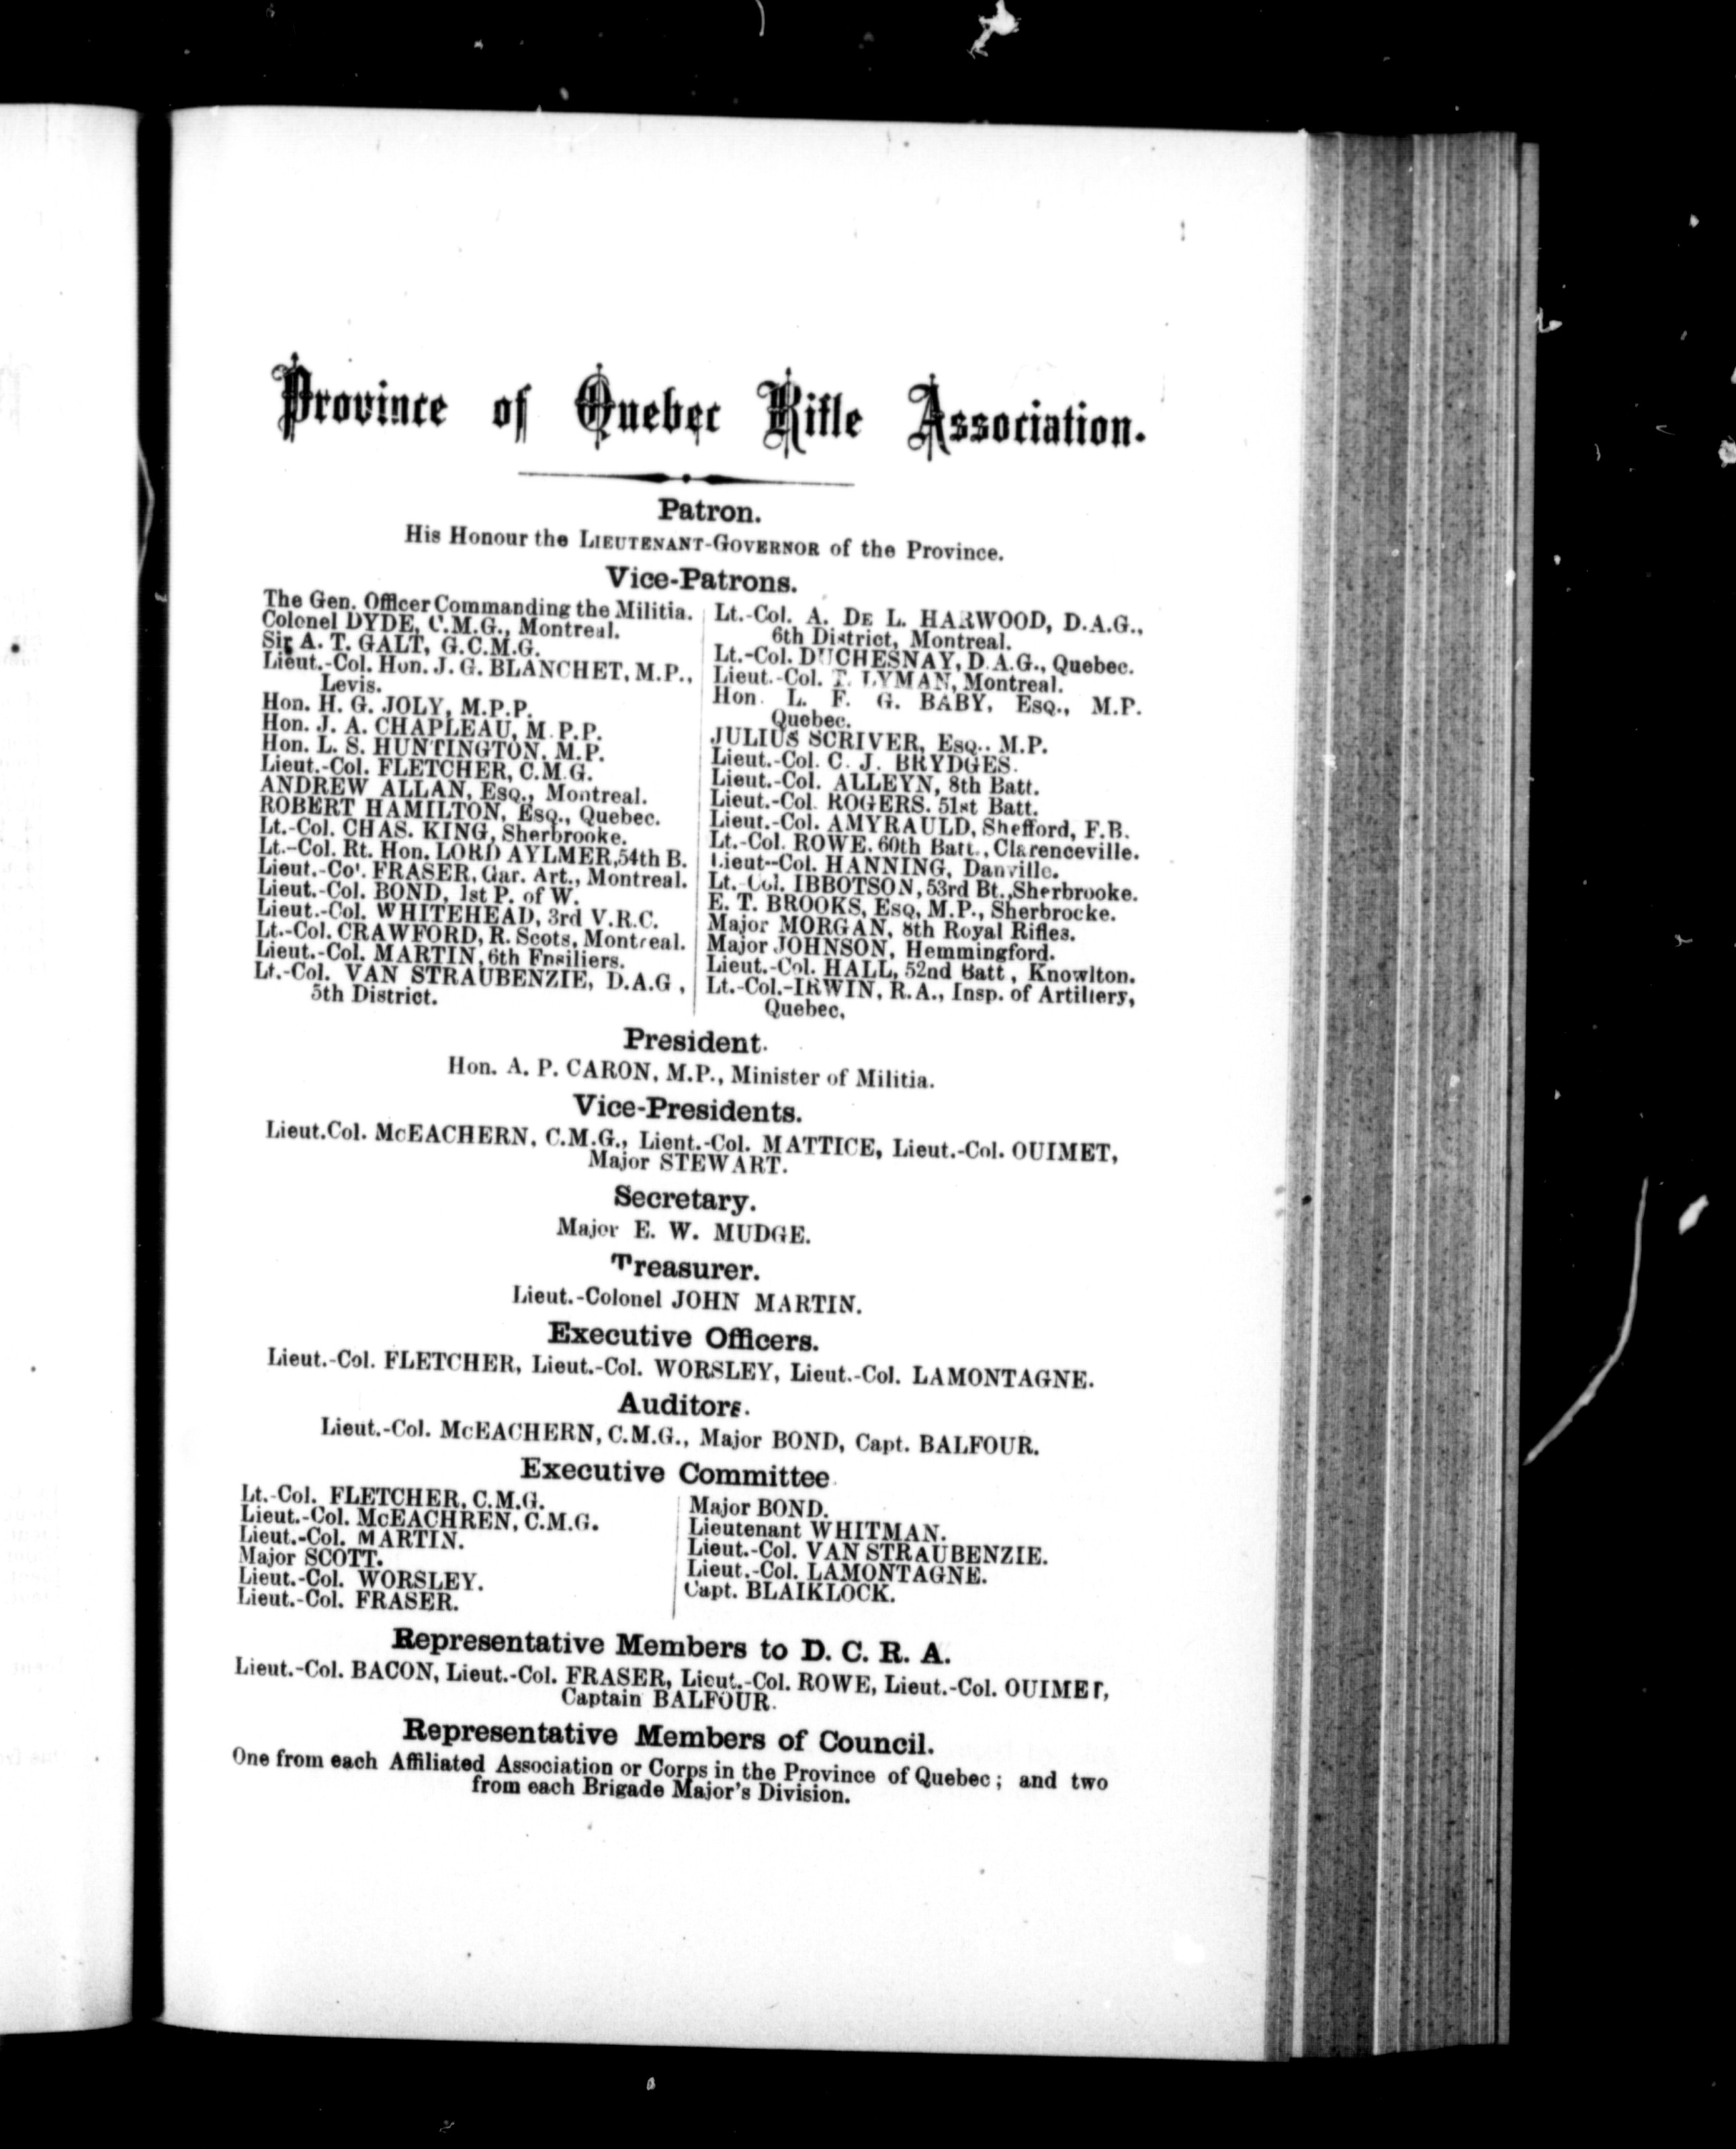 Province of Quebec Rifle Association.
Patron.
His Honour the LIEUTENANT-GOVERNOR of the Province.
Vice-Patrons.
The Gen. Officer Commanding the Militia.
Colonel DYDE, C.M.G., Montreal.
Sir A. T. GALT, G.C.M.G.
Lieut.-Col. Hon. J. G. BLANCHET, M.P.,
Levis.
Hon. H. G. JOLY, M.P.P.
Hon. J. A. CHAPLEAU, M.P.P.
Hon. L. S. HUNTINGTON, M.P.
Lieut.-Col. FLETCHER, C.M.G.
ANDREW ALLAN, Esq., Montreal.
ROBERT HAMILTON, Esq., Quebec.
Lt.-Col. CHAS. KING, Sherbrooke.
Lt.-Col. Rt. Hon. LORD AYLMER, 54th B.
Lieut.-Col. FRASER, Gar. Art., Montreal.
Lieut.-Col. BOND, 1st P. of W.
Lieut.-Col. WHITEHEAD, 3rd V.R.C.
Lt.-Col. CRAWFORD, R. Scots, Montreal.
Lieut.-Col. MARTIN, 6th Fnsiliers.
Lt.-Col. VAN STRAUBENZIE, D.A.G,
5th District.
Lt.-Col. A. DE L. HARWOOD, D.A.G.,
6th District, Montreal.
Lt.-Col. DUCHESNAY, D.A.G., Quebec.
Lieut.-Col. T. LYMAN, Montreal.
Hon. L. F. G. BABY, Esq., M.P.
Quebec.
JULIUS SCRIVER, Esq.. M.P.
Lieut.-Col. C. J. BRYDGES.
Lieut.-Col. ALLEYN, 8th Batt.
Lieut.-Col. ROGERS. 51st Batt.
Lieut.-Col. AMYRAULD, Shefford, F.B.
Lt.-Col. ROWE. 60th Batt., Clarenceville.
Lieut--Col. HANNING, Danville.
Lt.-Col. IBBOTSON, 53rd Bt., Sherbrooke.
E. T. BROOKS, Esq, M.P., Sherbrocke.
Major MORGAN, 8th Royal Rifles.
Major JOHNSON, Hemmingford.
Lieut.-Col. HALL, 52nd Batt, Knowlton.
Lt.-Col.-IRWIN, R.A., Insp. of Artillery,
Quebec,
President.
Hon. A. P. CARON, M.P., Minister of Militia.
Vice-Presidents.
Lieut.Col. McEACHERN, C.M.G., Lient.-Col. MATTICE, Lieut.-Col. OUIMET,
Major STEWART.
Secretary.
Major E. W. MUDGE.
Treasurer.
Lieut.-Colonel JOHN MARTIN.
Executive Officers.
Lieut.-Col. FLETCHER, Lieut.-Col. WORSLEY, Lieut.-Col. LAMONTAGNE.
Auditors.
Lieut.-Col. McEACHERN, C.M.G., Major BOND, Capt. BALFOUR.
Executive Committee
Lt.-Col. FLETCHER, C.M.G.
Lieut.-Col. McEACHREN, C.M.G.
Lieut.-Col. MARTIN.
Major SCOTT.
Lieut.-Col. WORSLEY.
Lieut.-Col. FRASER.
Major BOND.
Lieutenant WHITMAN.
Lieut.-Col. VAN STRAUBENZIE.
Lieut.-Col. LAMONTAGNE.
Capt. BLAIKLOCK.
Representative Members to D. C. R. A.
Lieut.-Col. BACON, Lieut.-Col. FRASER, Lieut.-Col. ROWE, Lieut.-Col. OUIMET,
Captain BALFOUR.
Representative Members of Council.
One from each Affiliated Association or Corps in the Province of Quebec; and two
from each Brigade Major's Division.